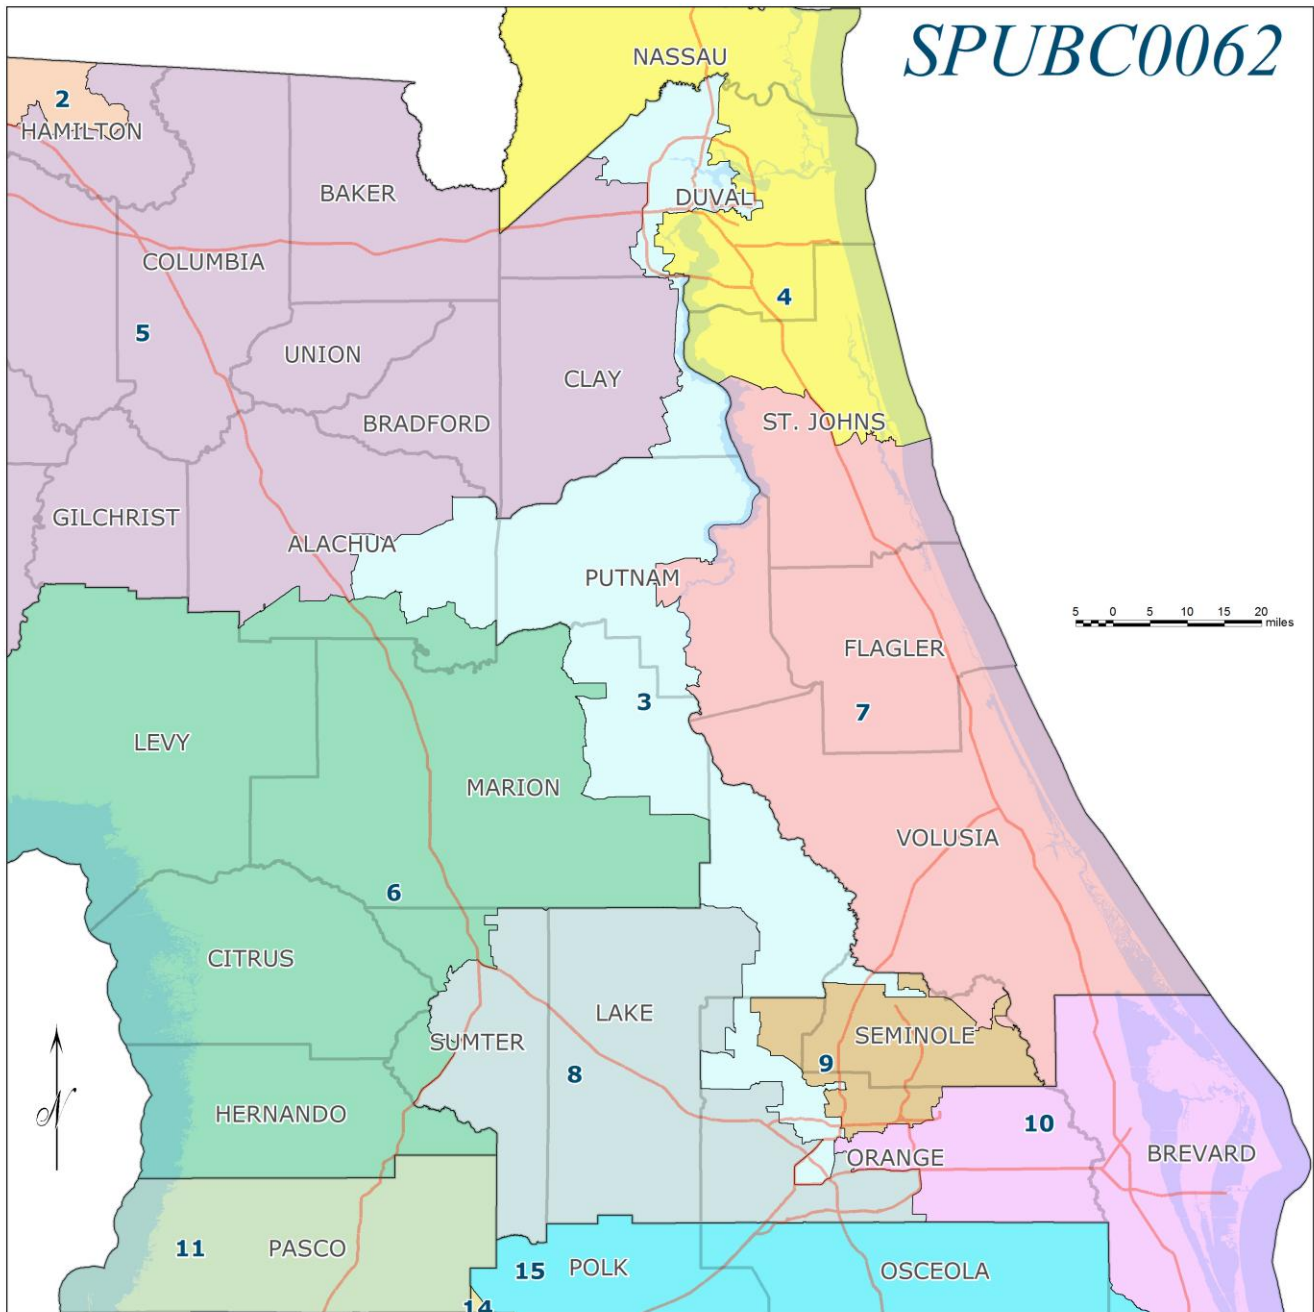 SPUBC0062
NASSAU
2
HAMILTON
BAKER
DUVAL
COLUMBIA
4
5
UNION
CLAY
BRADFORD
ST. JOHNS
GILCHRIST
ALACHUA
PUTNAM
5 0 5 10 15 20
miles
FLAGLER
3
7
LEVY
MARION
VOLUSIA
6
CITRUS
LAKE
SUMTER
SEMINOLE
9
8
N
HERNANDO
10
ORANGE
BREVARD
11
PASCO
15
POLK
OSCEOLA
14